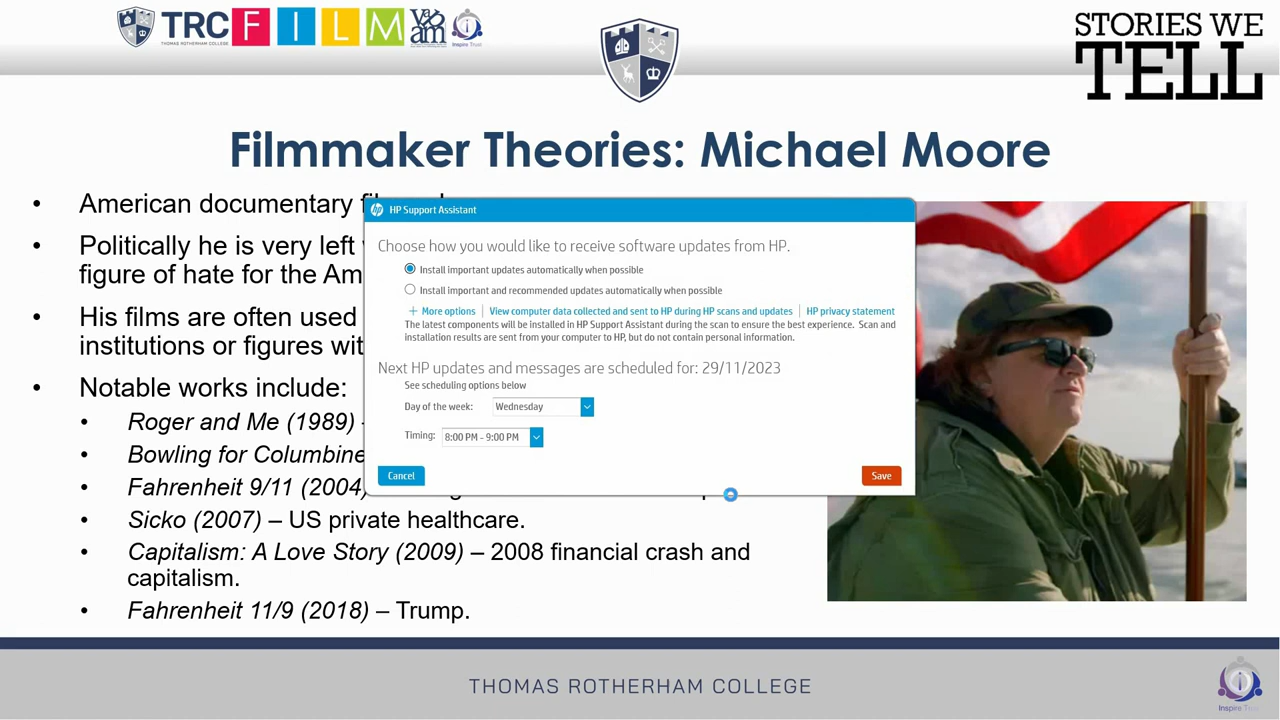 TRC FILM
THOMAS ROTHERHAM COLLEGE
Inspire Trust
STORIES WE
TELL
Filmmaker Theories: Michael Moore
• American documentary
• Politically he is very left
figure of hate for the
• His films are often used
institutions or figures
• Notable works include:
• Roger and Me (1989)
• Bowling for Columbine
• Fahrenheit 9/11 (2004)
• Sicko (2007) – US private healthcare.
• Capitalism: A Love Story (2009) – 2008 financial crash and
capitalism.
• Fahrenheit 11/9 (2018) – Trump.
hp HP Support Assistant
Choose how you would like to receive software updates from HP.
Install important updates automatically when possible
Install important and recommended updates automatically when possible
+ More options | View computer data collected and sent to HP during HP scans and updates | HP privacy statement
The latest components will be installed in HP Support Assistant during the scan to ensure the best experience. Scan and
installation results are sent from your computer to HP, but do not contain personal information.
Next HP updates and messages are scheduled for: 29/11/2023
See scheduling options below
Day of the week: Wednesday
Timing: 8:00 PM - 9:00 PM
Cancel Save
THOMAS ROTHERHAM COLLEGE
Inspire Trust